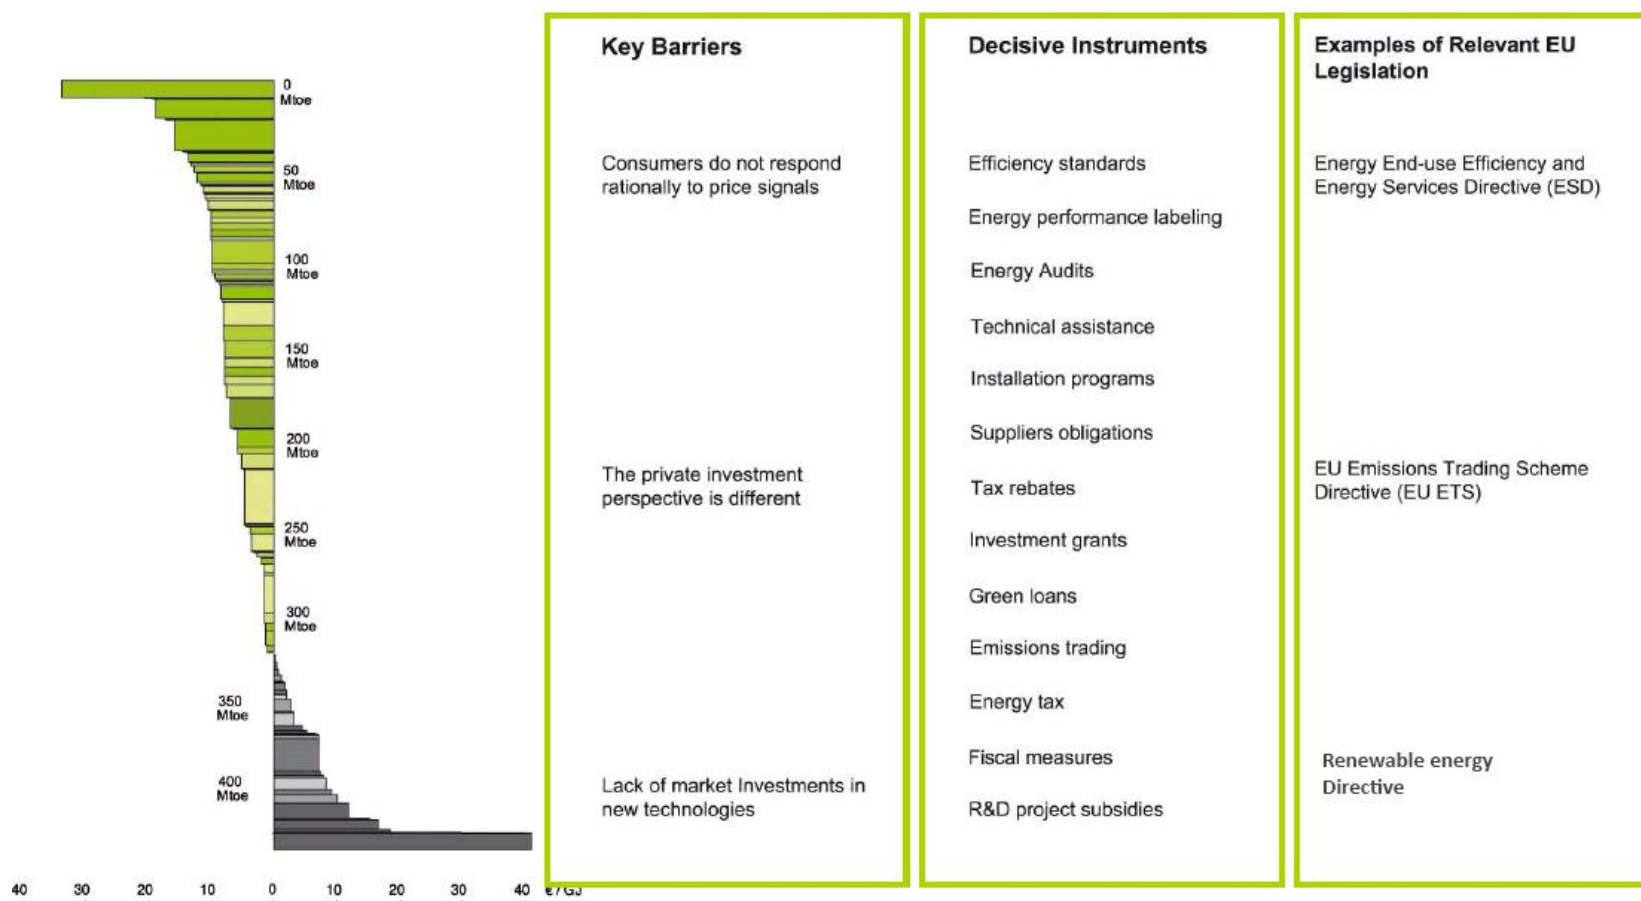 0
Mtoe
50
Mtoe
100
Mtoe
150
Mtoe
200
Mtoe
250
Mtoe
300
Mtoe
350
Mtoe
400
Mtoe
40 30 20 10 0 10 20 30 40 €/GJ
Key Barriers
Consumers do not respond
rationally to price signals
The private investment
perspective is different
Lack of market Investments in
new technologies
Decisive Instruments
Efficiency standards
Energy performance labeling
Energy Audits
Technical assistance
Installation programs
Suppliers obligations
Tax rebates
Investment grants
Green loans
Emissions trading
Energy tax
Fiscal measures
R&D project subsidies
Examples of Relevant EU
Legislation
Energy End-use Efficiency and
Energy Services Directive (ESD)
EU Emissions Trading Scheme
Directive (EU ETS)
Renewable energy
Directive